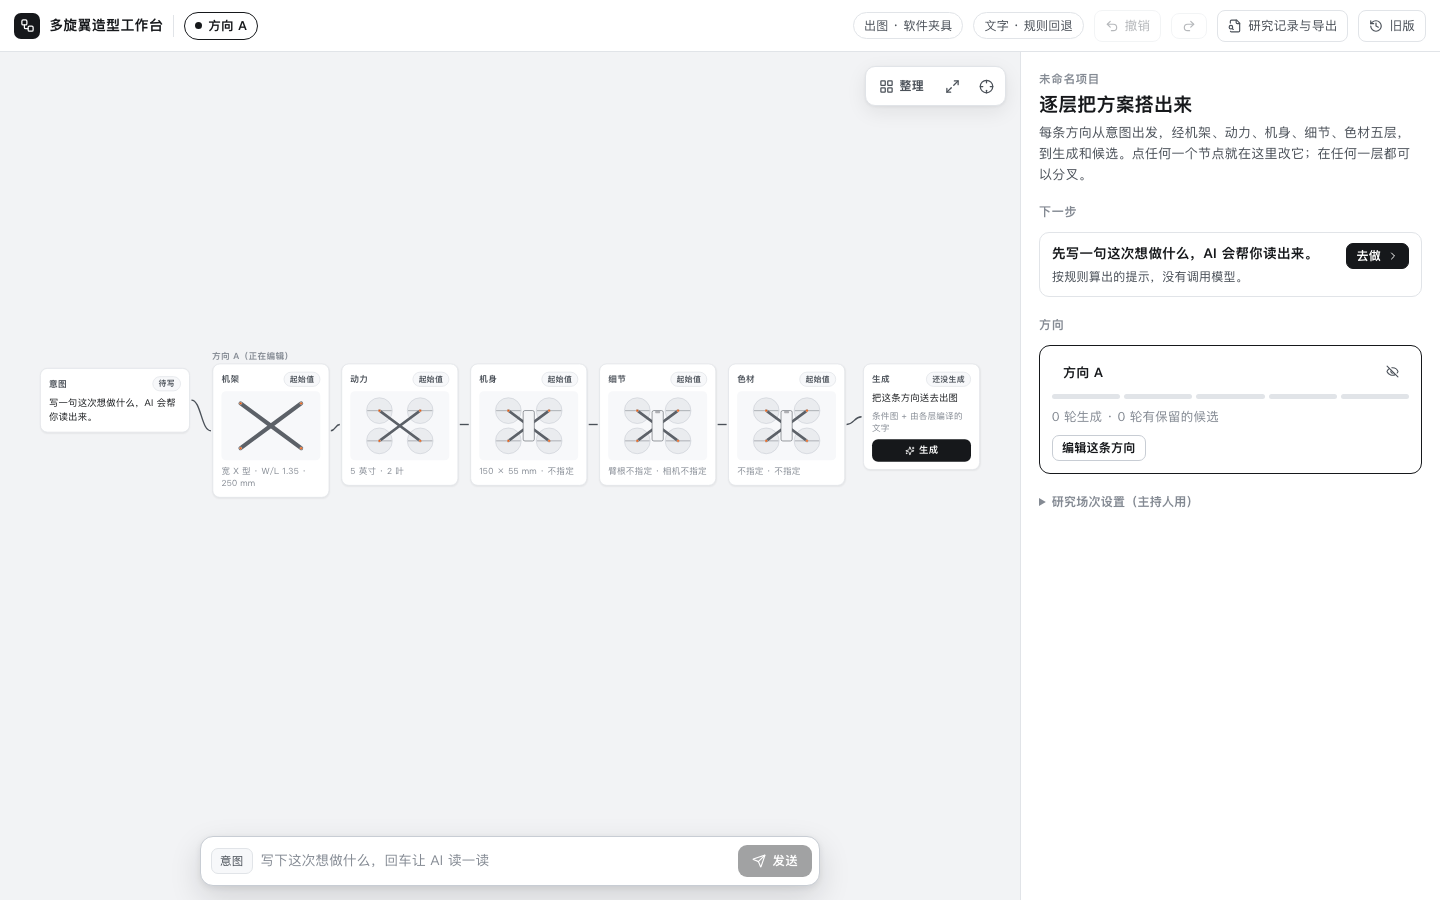 多旋翼造型工作台
方向 A
出图 · 软件夹具
文字 · 规则回退
撤销
研究记录与导出
旧版
整理
未命名项目
逐层把方案搭出来
每条方向从意图出发，经机架、动力、机身、细节、色材五层，
到生成和候选。点任何一个节点就在这里改它；在任何一层都可
以分叉。
下一步
先写一句这次想做什么，AI 会帮你读出来。
去做
按规则算出的提示，没有调用模型。
方向
方向 A
0 轮生成 · 0 轮有保留的候选
编辑这条方向
研究场次设置（主持人用）
方向 A（正在编辑）
意图
待写
写一句这次想做什么，AI 会帮
你读出来。
机架
起始值
宽 X 型 · W/L 1.35 ·
250 mm
动力
起始值
5 英寸 · 2 叶
机身
起始值
150 × 55 mm · 不指定
细节
起始值
臂根不指定 · 相机不指定
色材
起始值
不指定 · 不指定
生成
还没生成
把这条方向送去出图
条件图 + 由各层编译的
文字
生成
意图
写下这次想做什么，回车让 AI 读一读
发送